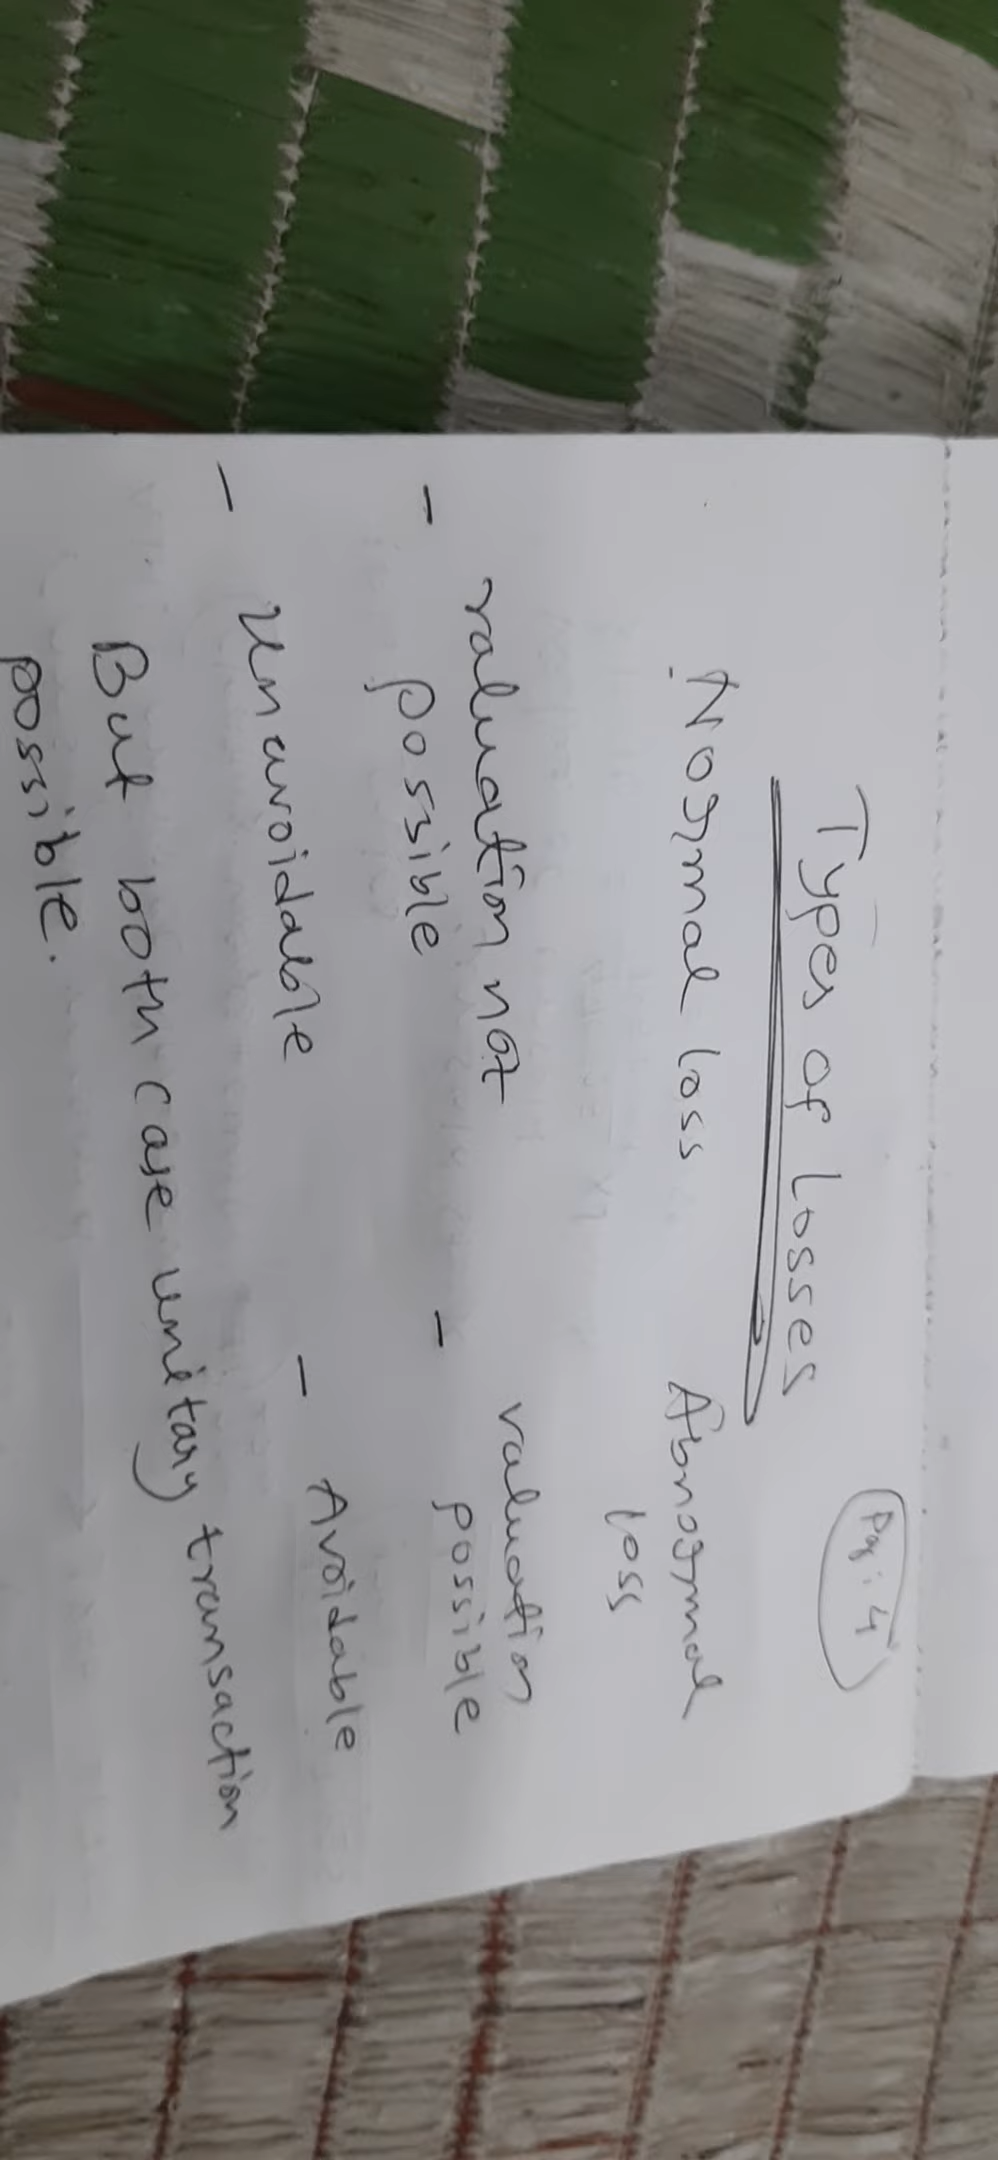 Pg: 4
Types of Losses
Normal loss
Abnormal
loss
- valuation not
possible
- valuation
possible
- Unavoidable
- Avoidable
But both case unitary transaction
possible.